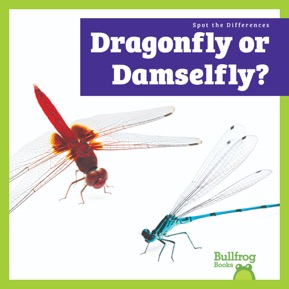 Spot the Differences
Dragonfly or
Damselfly?
Bullfrog
Books